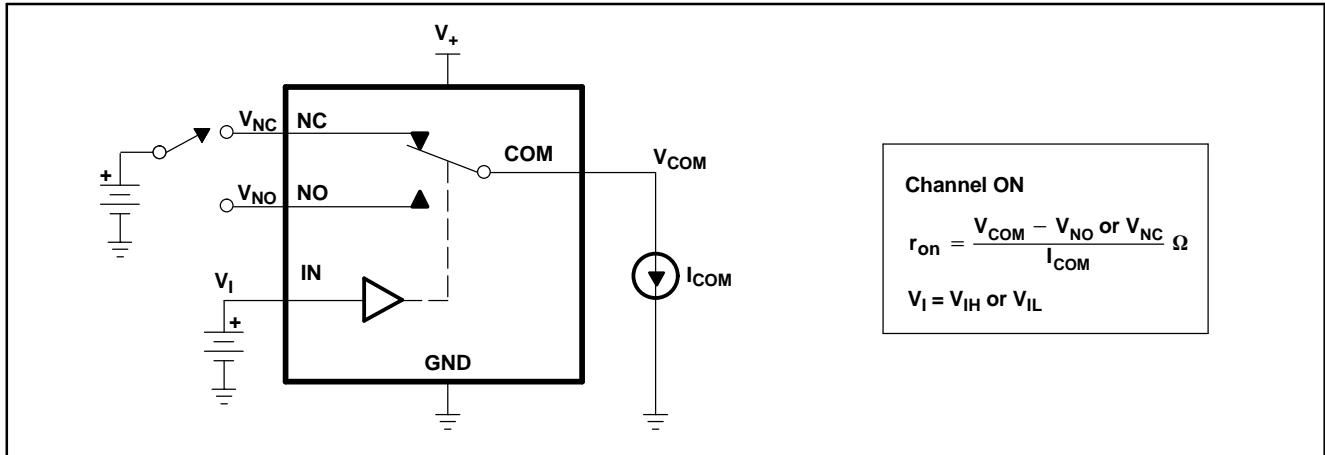 V+
VNC NC
COM
VCOM
+
VNO NO
VI
IN
ICOM
+
GND
Channel ON
ron = VCOM − VNO or VNC / ICOM Ω
VI = VIH or VIL